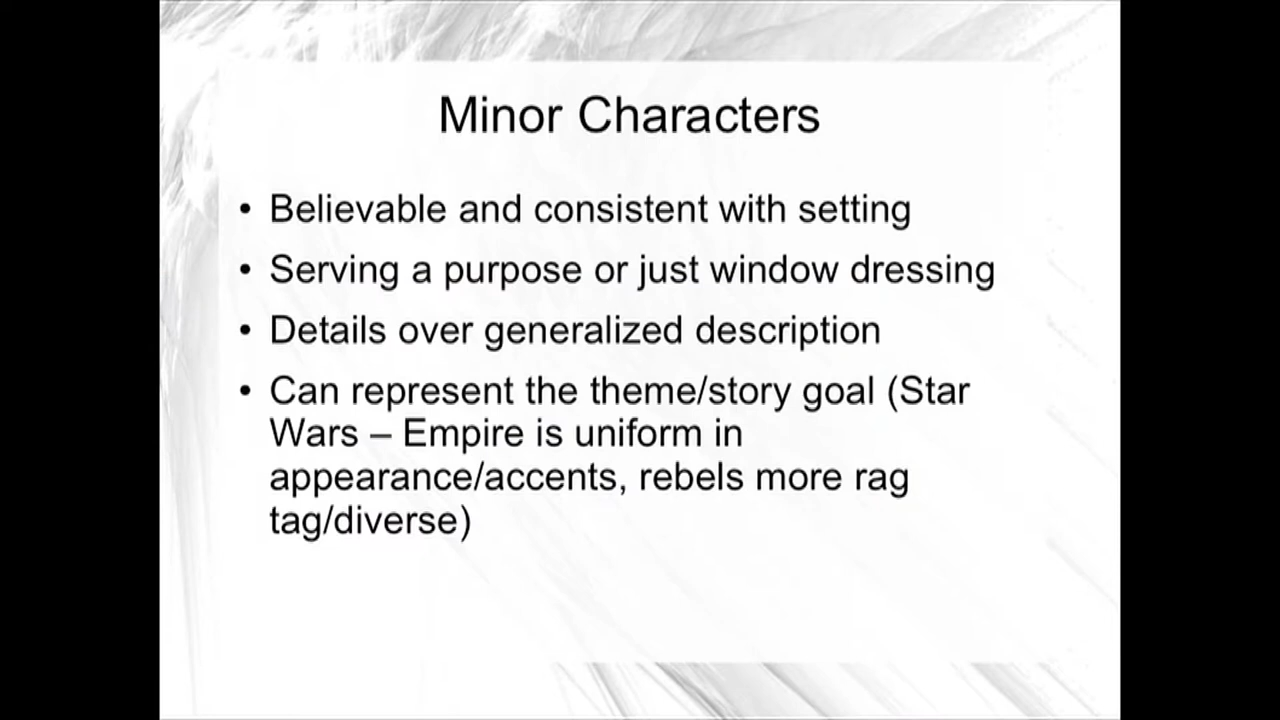 Minor Characters
• Believable and consistent with setting
• Serving a purpose or just window dressing
• Details over generalized description
• Can represent the theme/story goal (Star
Wars – Empire is uniform in
appearance/accents, rebels more rag
tag/diverse)